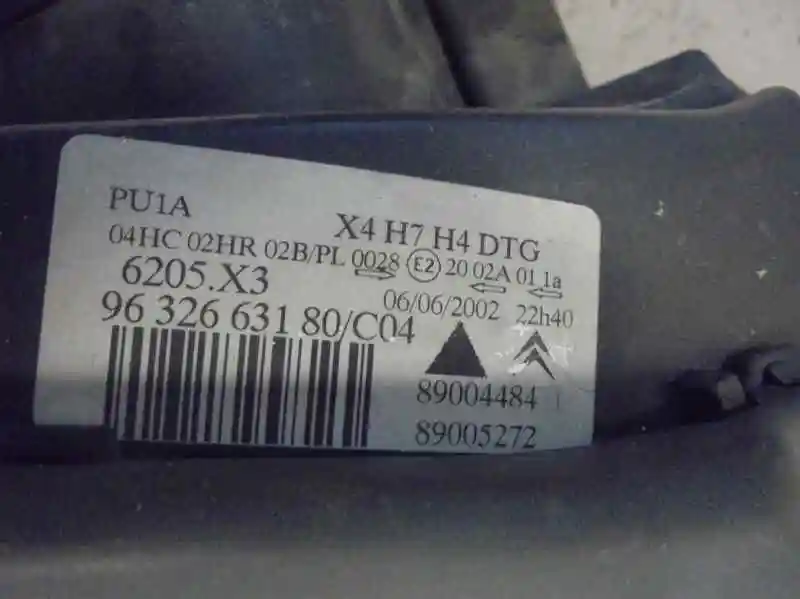 PU1A
X4 H7 H4 DTG
04HC 02HR 02B/PL 0028 E2 20 02A 01 1a
6205.X3
06/06/2002 22h40
96 326 631 80/C04
89004484
89005272